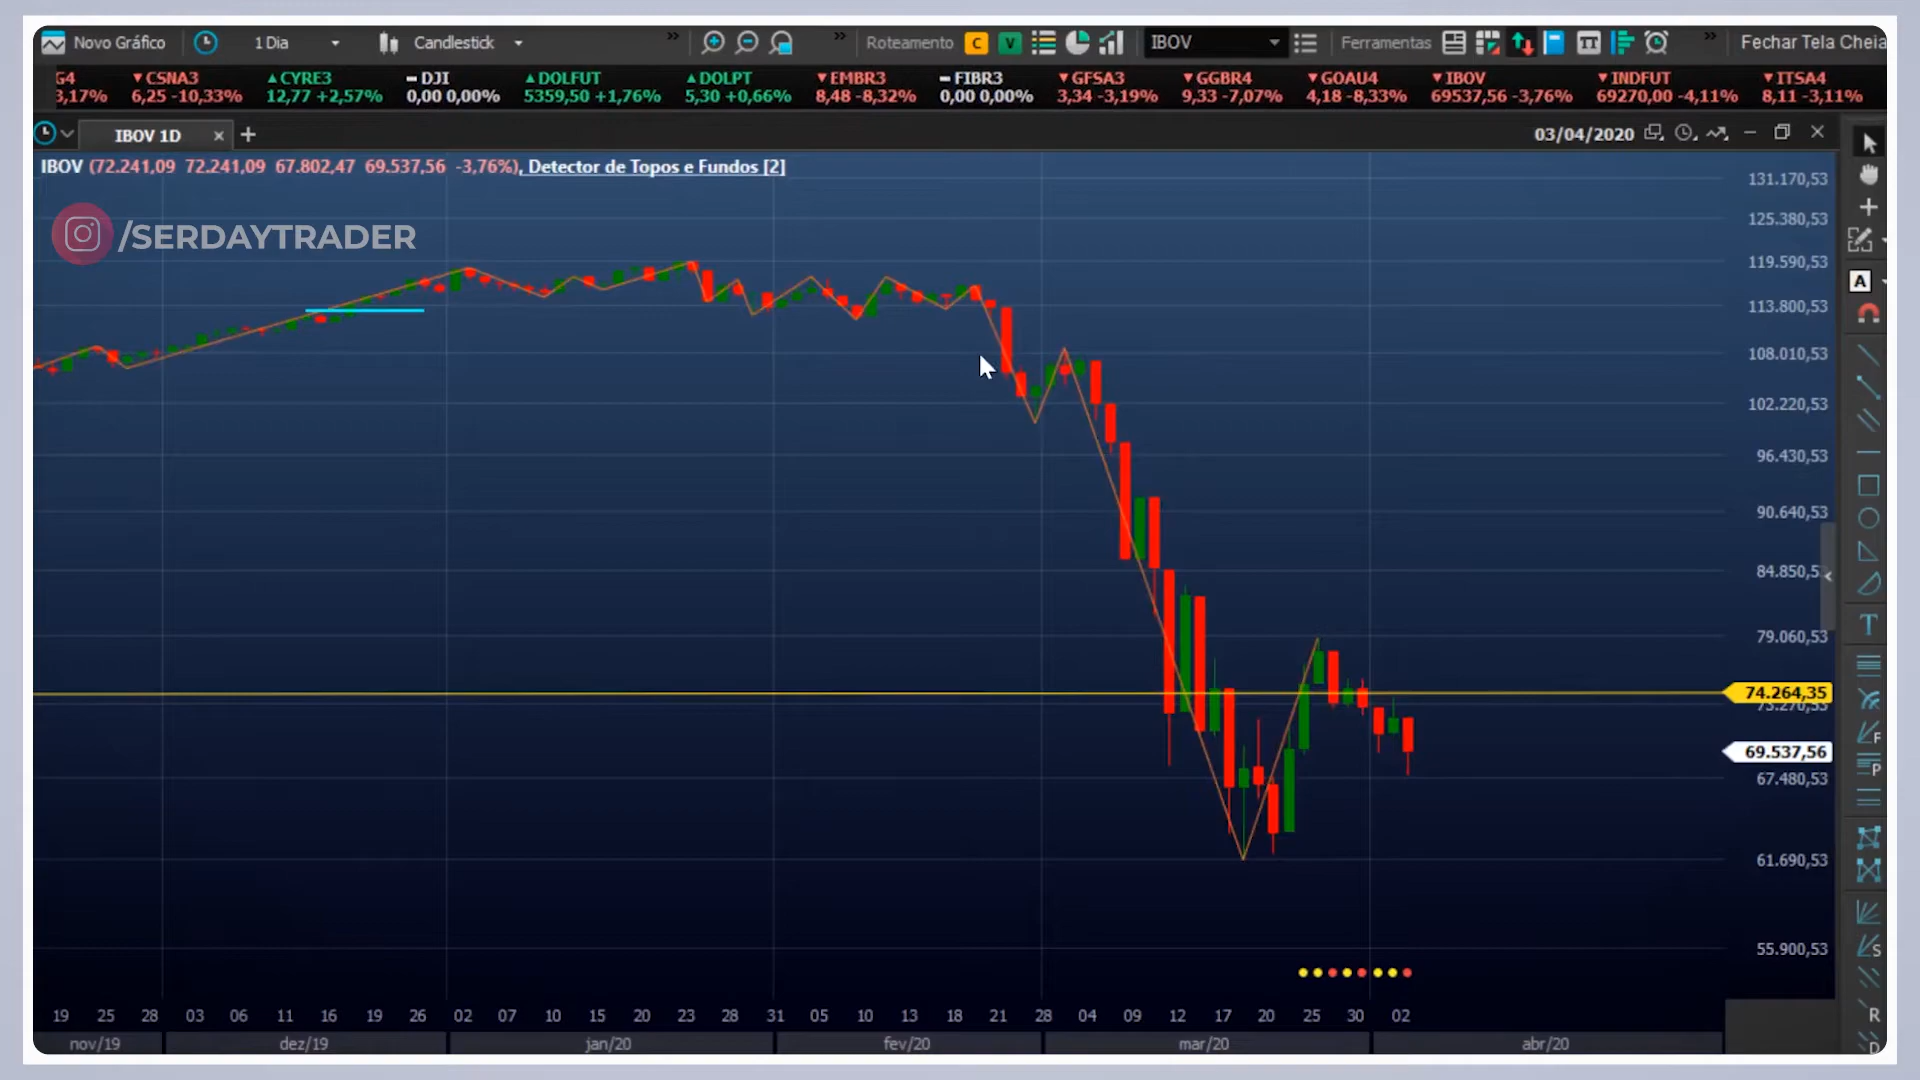 Novo Gráfico 1 Dia Candlestick » » Roteamento C V IBOV Ferramentas » Fechar Tela Cheia
G4 ▼CSNA3 ▲CYRE3 DJI ▲DOLFUT ▲DOLPT ▼EMBR3 FIBR3 ▼GFSA3 ▼GGBR4 ▼GOAU4 ▼IBOV ▼INDFUT ▼ITSA4
3,17% 6,25 -10,33% 12,77 +2,57% 0,00 0,00% 5359,50 +1,76% 5,30 +0,66% 8,48 -8,32% 0,00 0,00% 3,34 -3,19% 9,33 -7,07% 4,18 -8,33% 69537,56 -3,76% 69270,00 -4,11% 8,11 -3,11%
IBOV 1D × + 03/04/2020
IBOV (72.241,09 72.241,09 67.802,47 69.537,56 -3,76%), Detector de Topos e Fundos [2]
/SERDAYTRADER
131.170,53
125.380,53
119.590,53
113.800,53
108.010,53
102.220,53
96.430,53
90.640,53
84.850,53
79.060,53
74.264,35
73.270,53
69.537,56
67.480,53
61.690,53
55.900,53
A
T
F
P
S
R
D
19 25 28 03 06 11 16 19 26 02 07 10 15 20 23 28 31 05 10 13 18 21 28 04 09 12 17 20 25 30 02
nov/19 dez/19 jan/20 fev/20 mar/20 abr/20